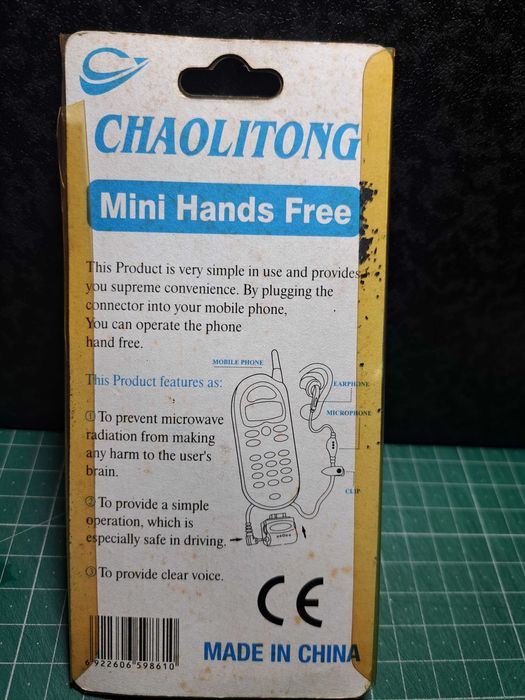 CHAOLITONG
Mini Hands Free
This Product is very simple in use and provides
you supreme convenience. By plugging the
connector into your mobile phone,
You can operate the phone
hand free.
MOBILE PHONE
EARPHONE
MICROPHONE
CLIP
This Product features as:
① To prevent microwave
radiation from making
any harm to the user's
brain.
② To provide a simple
operation, which is
especially safe in driving.
③ To provide clear voice.
CE
6 922606 598610
MADE IN CHINA